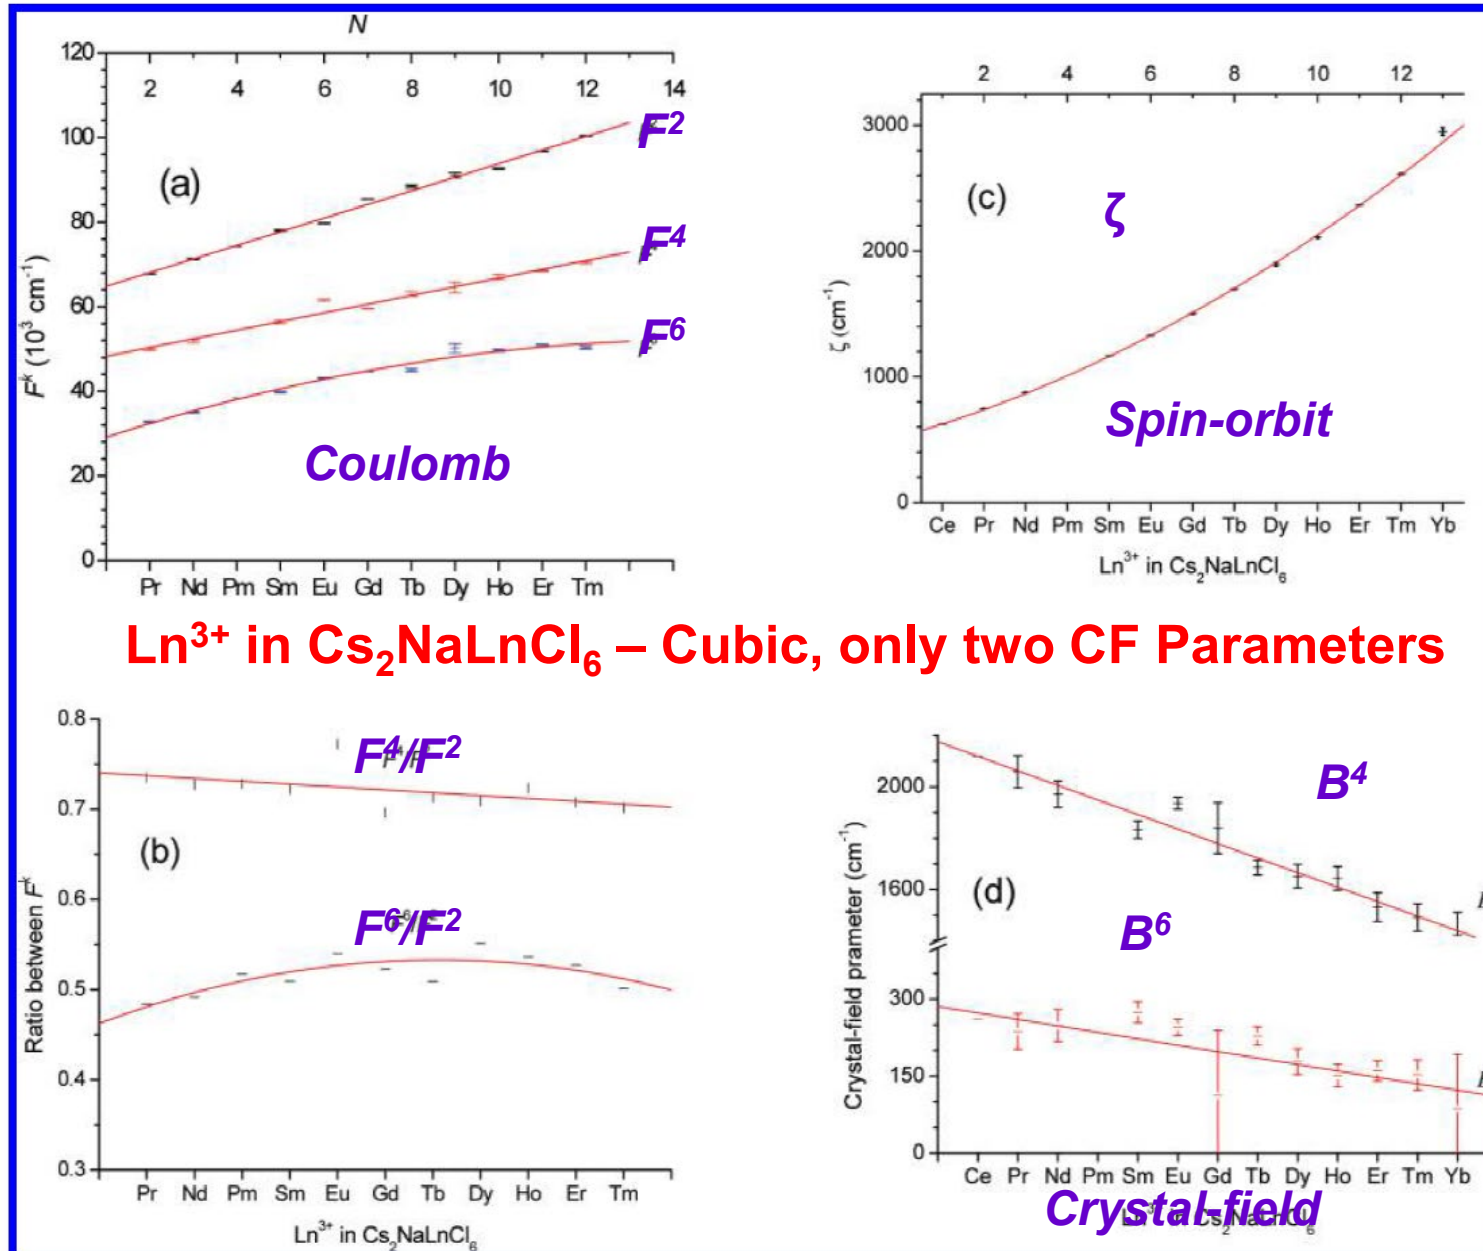 N
120
100
80
60
40
20
0
2 4 6 8 10 12 14
(a)
F²
F⁴
F⁶
Coulomb
Fᵏ (10³ cm⁻¹)
Pr Nd Pm Sm Eu Gd Tb Dy Ho Er Tm
2 4 6 8 10 12
3000
2000
1000
0
(c)
ζ
Spin-orbit
ζ (cm⁻¹)
Ce Pr Nd Pm Sm Eu Gd Tb Dy Ho Er Tm Yb
Ln³⁺ in Cs₂NaLnCl₆
Ln³⁺ in Cs₂NaLnCl₆ – Cubic, only two CF Parameters
0.8
0.7
0.6
0.5
0.4
0.3
F⁴/F²
(b)
F⁶/F²
Ratio between Fᵏ
Pr Nd Pm Sm Eu Gd Tb Dy Ho Er Tm
Ln³⁺ in Cs₂NaLnCl₆
2000
1600
300
150
0
B⁴
(d)
B⁶
Crystal-field prameter (cm⁻¹)
Ce Pr Nd Pm Sm Eu Gd Tb Dy Ho Er Tm Yb
Crystal-field
Ln³⁺ in Cs₂NaLnCl₆